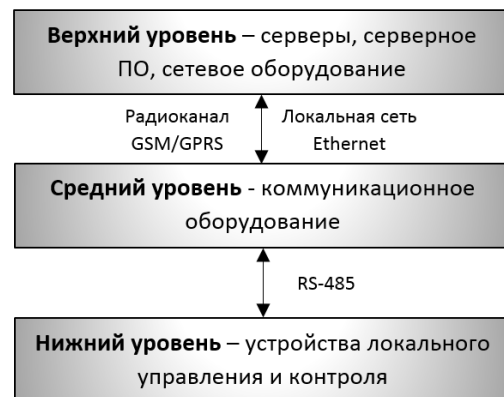 Верхний уровень – серверы, серверное
ПО, сетевое оборудование
Радиоканал
GSM/GPRS
Локальная сеть
Ethernet
Средний уровень - коммуникационное
оборудование
RS-485
Нижний уровень – устройства локального
управления и контроля